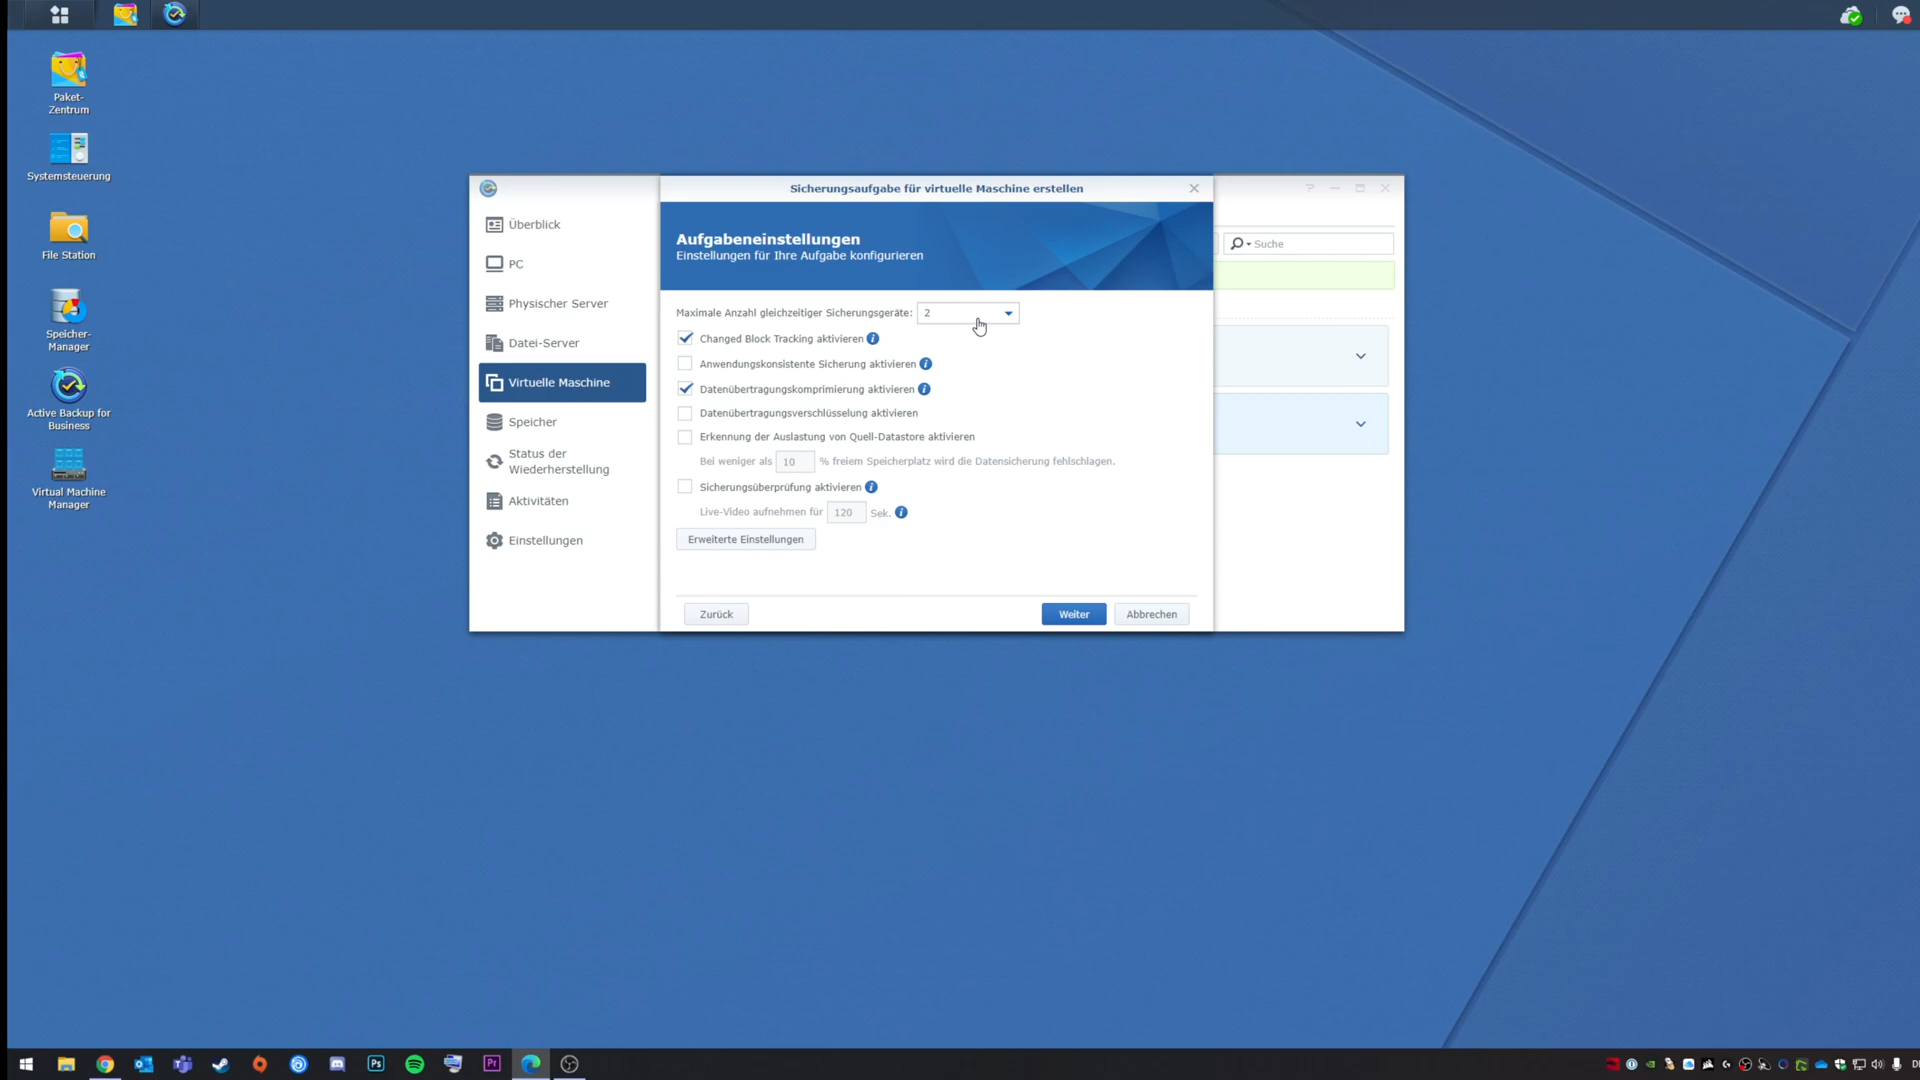 Paket-
Zentrum
Systemsteuerung
File Station
Speicher-
Manager
Active Backup for
Business
Virtual Machine
Manager
Überblick
PC
Physischer Server
Datei-Server
Virtuelle Maschine
Speicher
Status der
Wiederherstellung
Aktivitäten
Einstellungen
Sicherungsaufgabe für virtuelle Maschine erstellen
Aufgabeneinstellungen
Einstellungen für Ihre Aufgabe konfigurieren
Maximale Anzahl gleichzeitiger Sicherungsgeräte: 2
Changed Block Tracking aktivieren
Anwendungskonsistente Sicherung aktivieren
Datenübertragungskomprimierung aktivieren
Datenübertragungsverschlüsselung aktivieren
Erkennung der Auslastung von Quell-Datastore aktivieren
Bei weniger als 10 % freiem Speicherplatz wird die Datensicherung fehlschlagen.
Sicherungsüberprüfung aktivieren
Live-Video aufnehmen für 120 Sek.
Erweiterte Einstellungen
Zurück
Weiter
Abbrechen
Suche
Ps
Pr